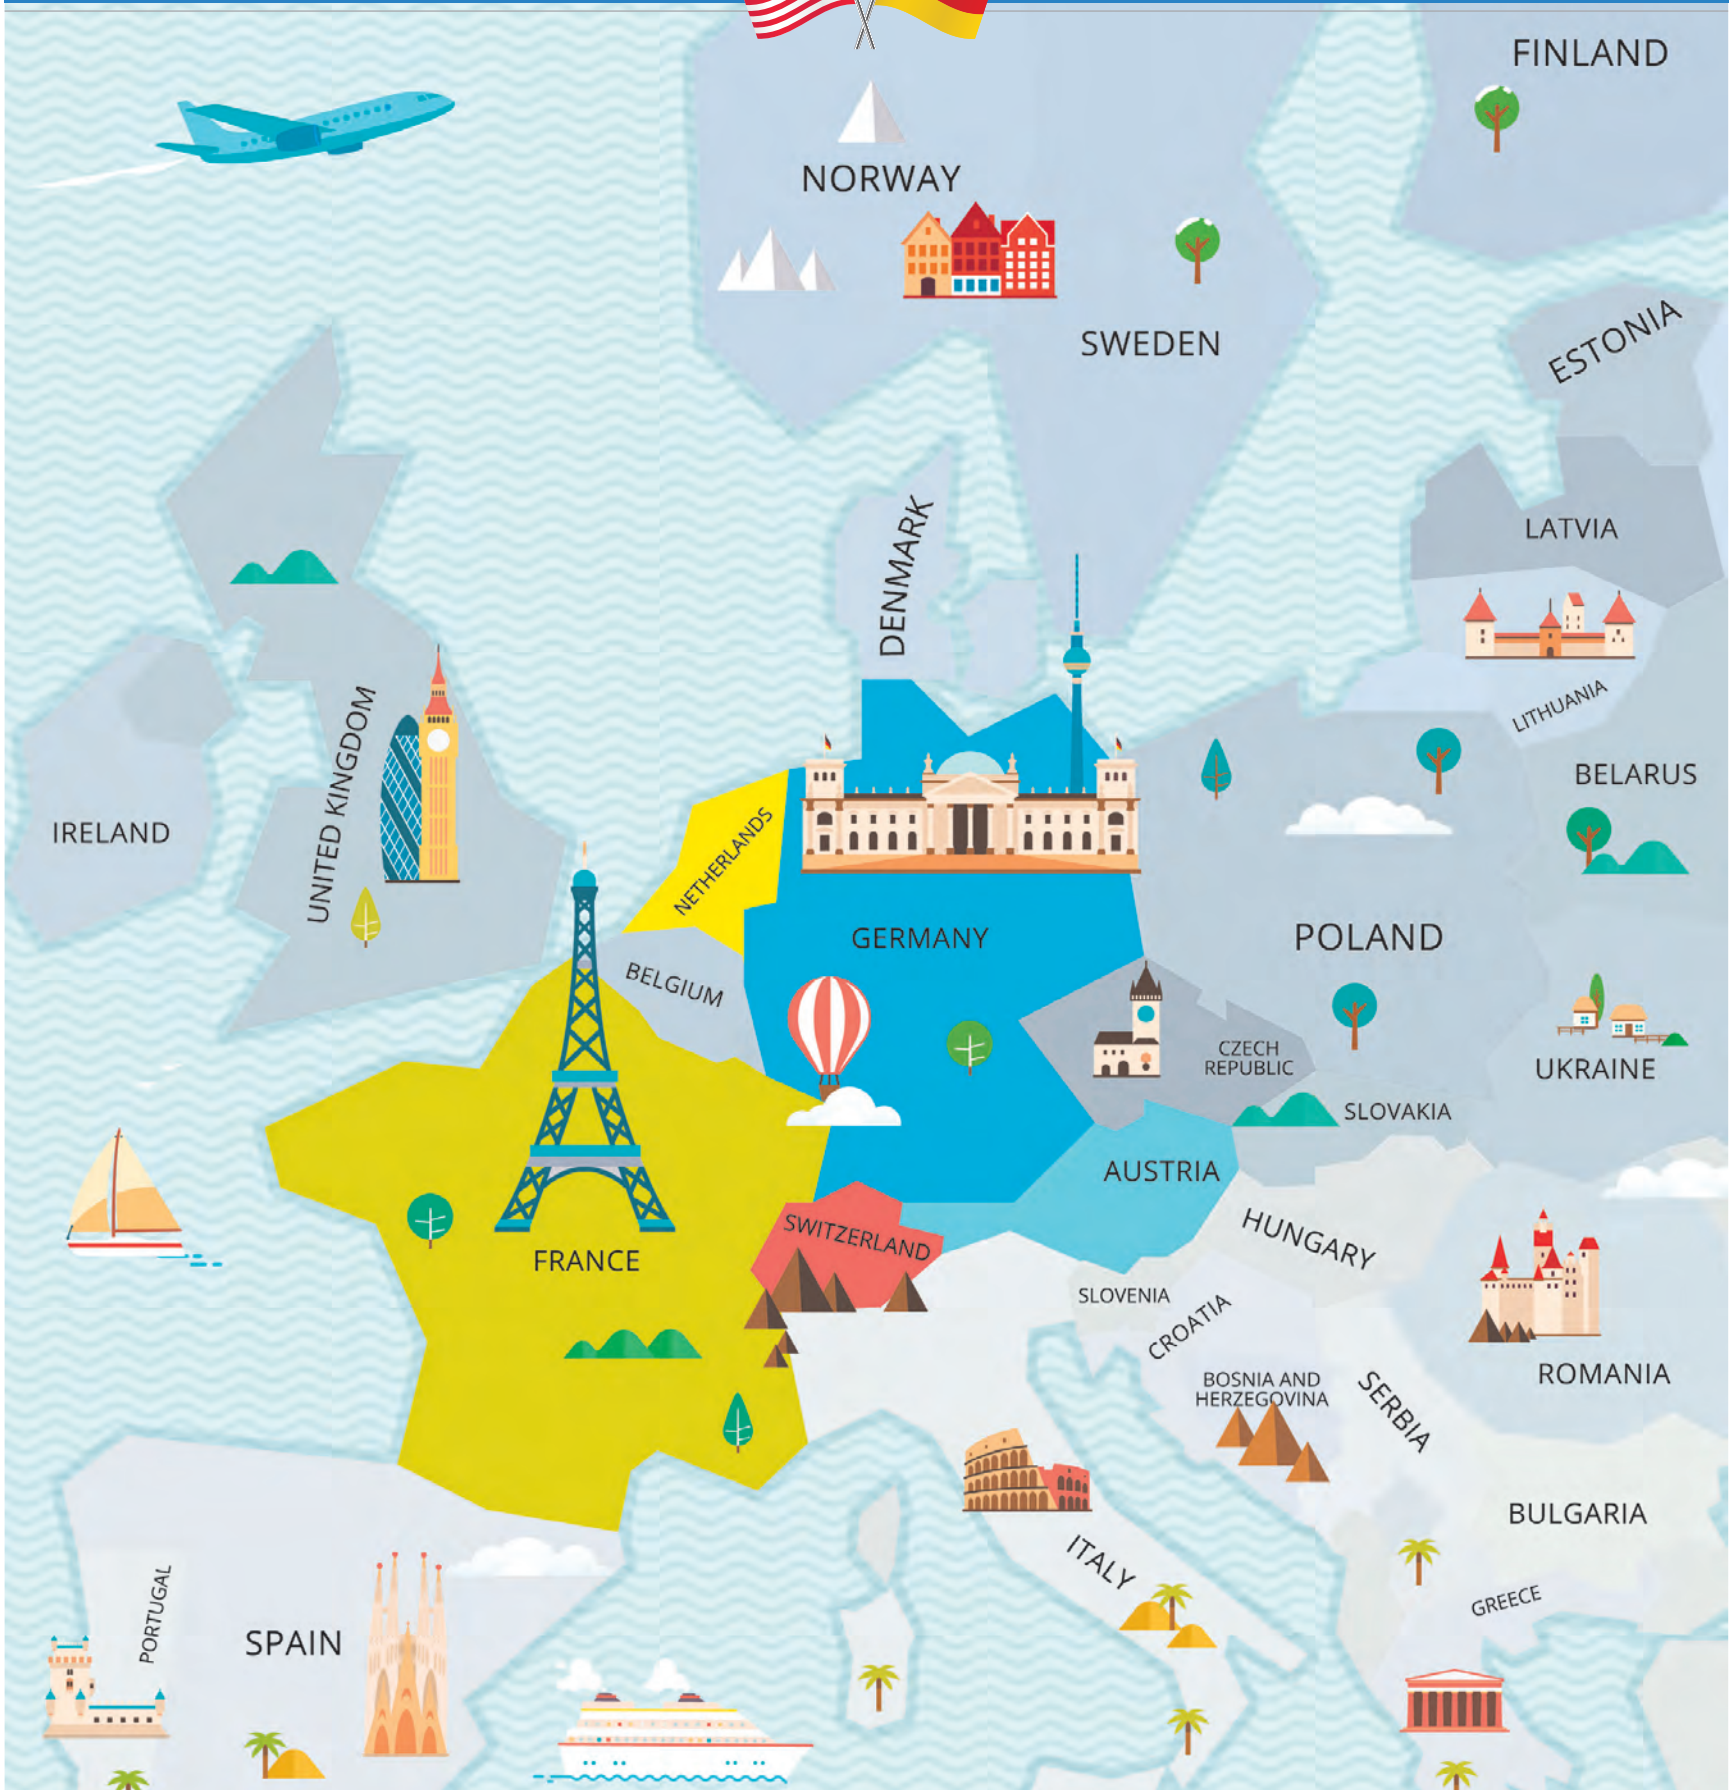 FINLAND
NORWAY
SWEDEN
ESTONIA
LATVIA
DENMARK
LITHUANIA
UNITED KINGDOM
IRELAND
BELARUS
NETHERLANDS
GERMANY
POLAND
BELGIUM
CZECH
REPUBLIC
UKRAINE
SLOVAKIA
AUSTRIA
SWITZERLAND
HUNGARY
FRANCE
SLOVENIA
CROATIA
BOSNIA AND
HERZEGOVINA
SERBIA
ROMANIA
BULGARIA
ITALY
GREECE
PORTUGAL
SPAIN